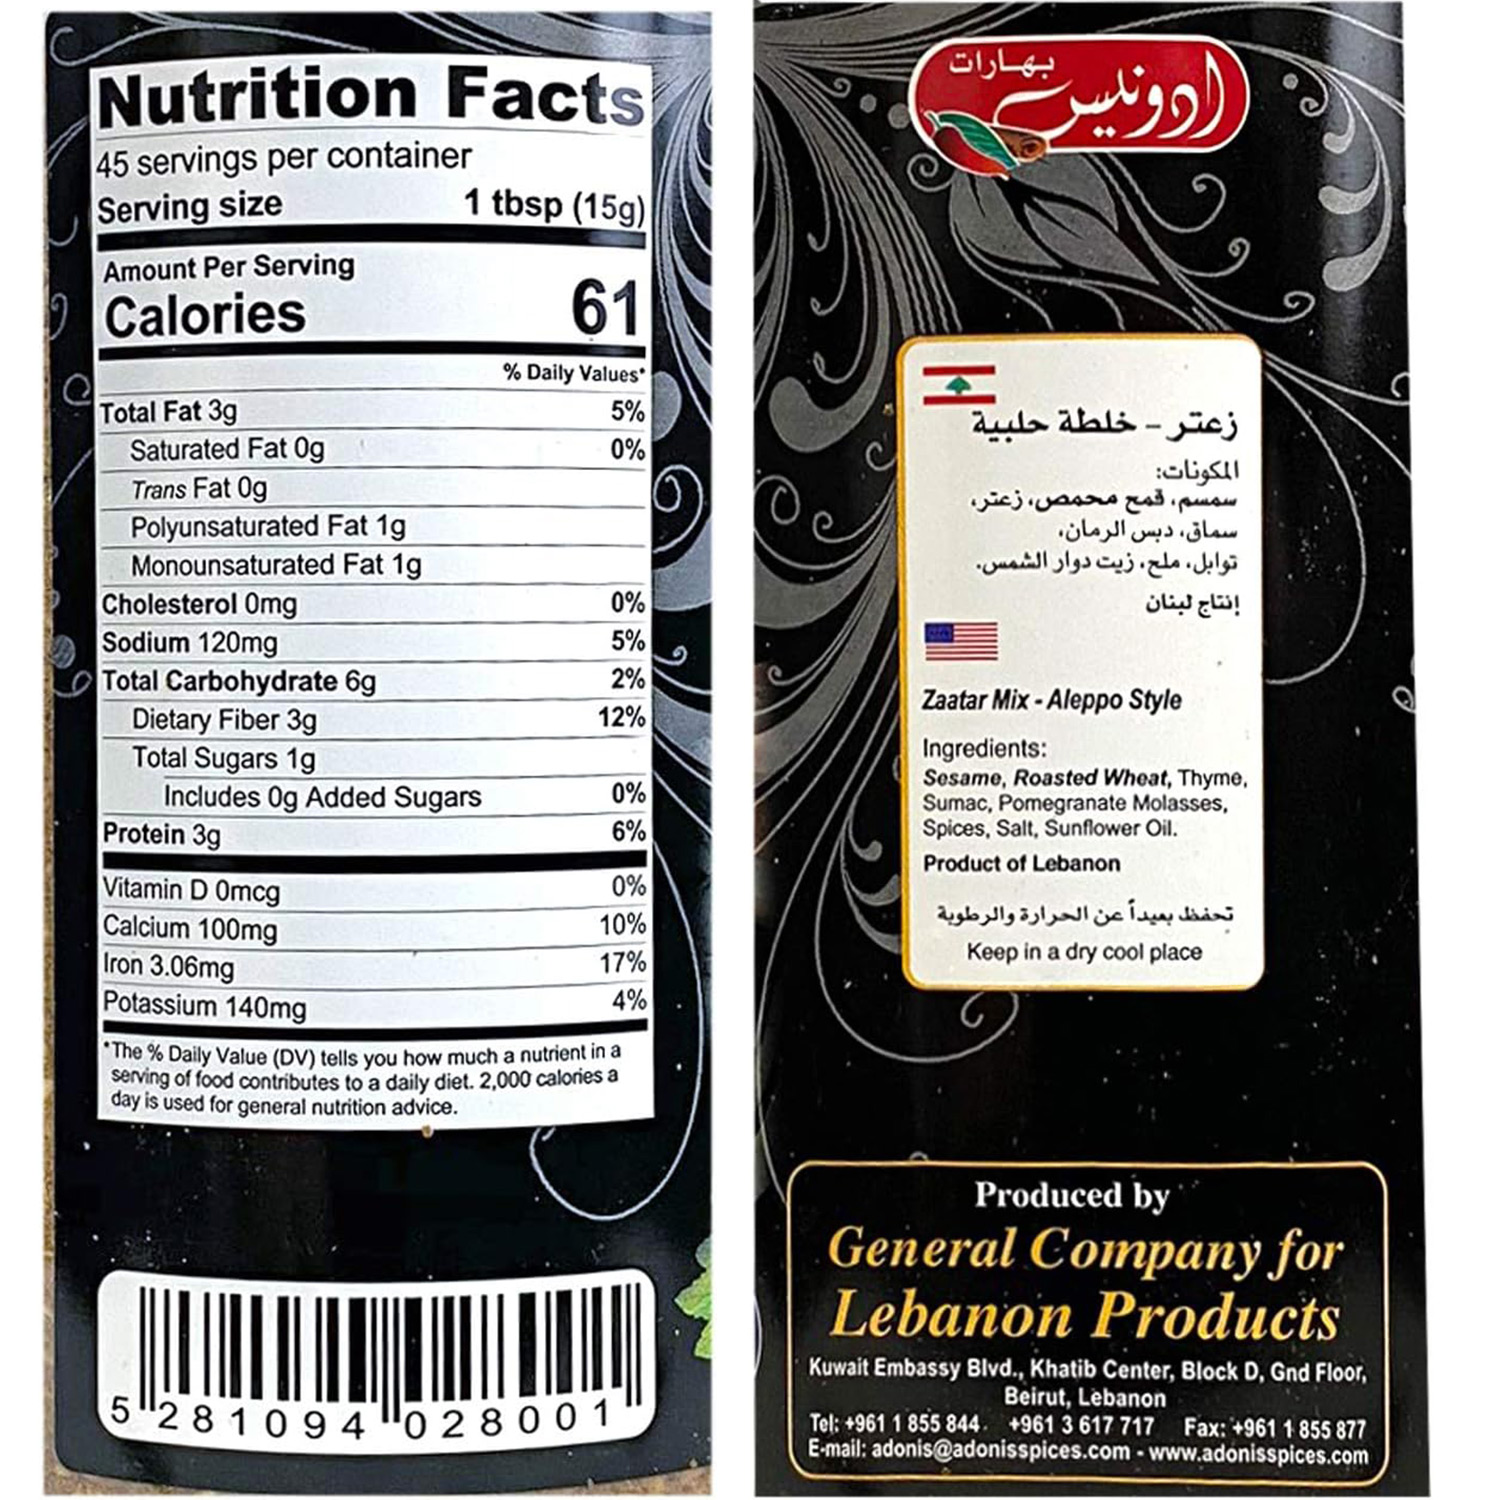 Nutrition Facts
45 servings per container
Serving size 1 tbsp (15g)
Amount Per Serving
Calories 61
% Daily Values*
Total Fat 3g 5%
Saturated Fat 0g 0%
Trans Fat 0g
Polyunsaturated Fat 1g
Monounsaturated Fat 1g
Cholesterol 0mg 0%
Sodium 120mg 5%
Total Carbohydrate 6g 2%
Dietary Fiber 3g 12%
Total Sugars 1g
Includes 0g Added Sugars 0%
Protein 3g 6%
Vitamin D 0mcg 0%
Calcium 100mg 10%
Iron 3.06mg 17%
Potassium 140mg 4%
*The % Daily Value (DV) tells you how much a nutrient in a
serving of food contributes to a daily diet. 2,000 calories a
day is used for general nutrition advice.
5 281094 028001
بهارات
ادونيس
زعتر - خلطة حلبية
المكونات:
سمسم، قمح محمص، زعتر،
سماق، دبس الرمان،
توابل، ملح، زيت دوار الشمس.
إنتاج لبنان
Zaatar Mix - Aleppo Style
Ingredients:
Sesame, Roasted Wheat, Thyme,
Sumac, Pomegranate Molasses,
Spices, Salt, Sunflower Oil.
Product of Lebanon
تحفظ بعيداً عن الحرارة والرطوبة
Keep in a dry cool place
Produced by
General Company for
Lebanon Products
Kuwait Embassy Blvd., Khatib Center, Block D, Gnd Floor,
Beirut, Lebanon
Tel: +961 1 855 844 - +961 3 617 717 Fax: +961 1 855 877
E-mail: adonis@adonisspices.com - www.adonisspices.com